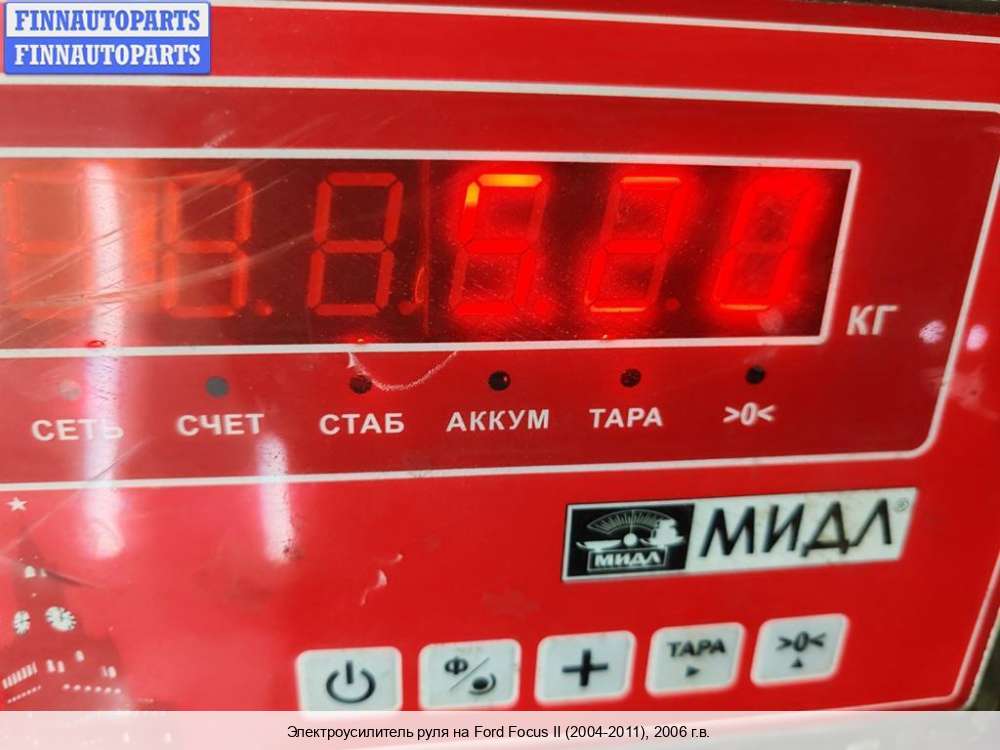 FINNAUTOPARTS
FINNAUTOPARTS
КГ
СЕТЬ СЧЕТ СТАБ АККУМ ТАРА >0<
МИДЛ МИДЛ®
Ф ТАРА >0<
Электроусилитель руля на Ford Focus II (2004-2011), 2006 г.в.